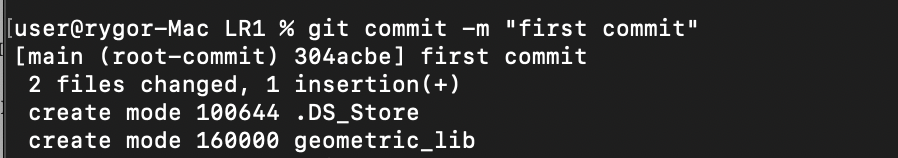 [user@rygor-Mac LR1 % git commit -m "first commit"
[main (root-commit) 304acbe] first commit
2 files changed, 1 insertion(+)
create mode 100644 .DS_Store
create mode 160000 geometric_lib